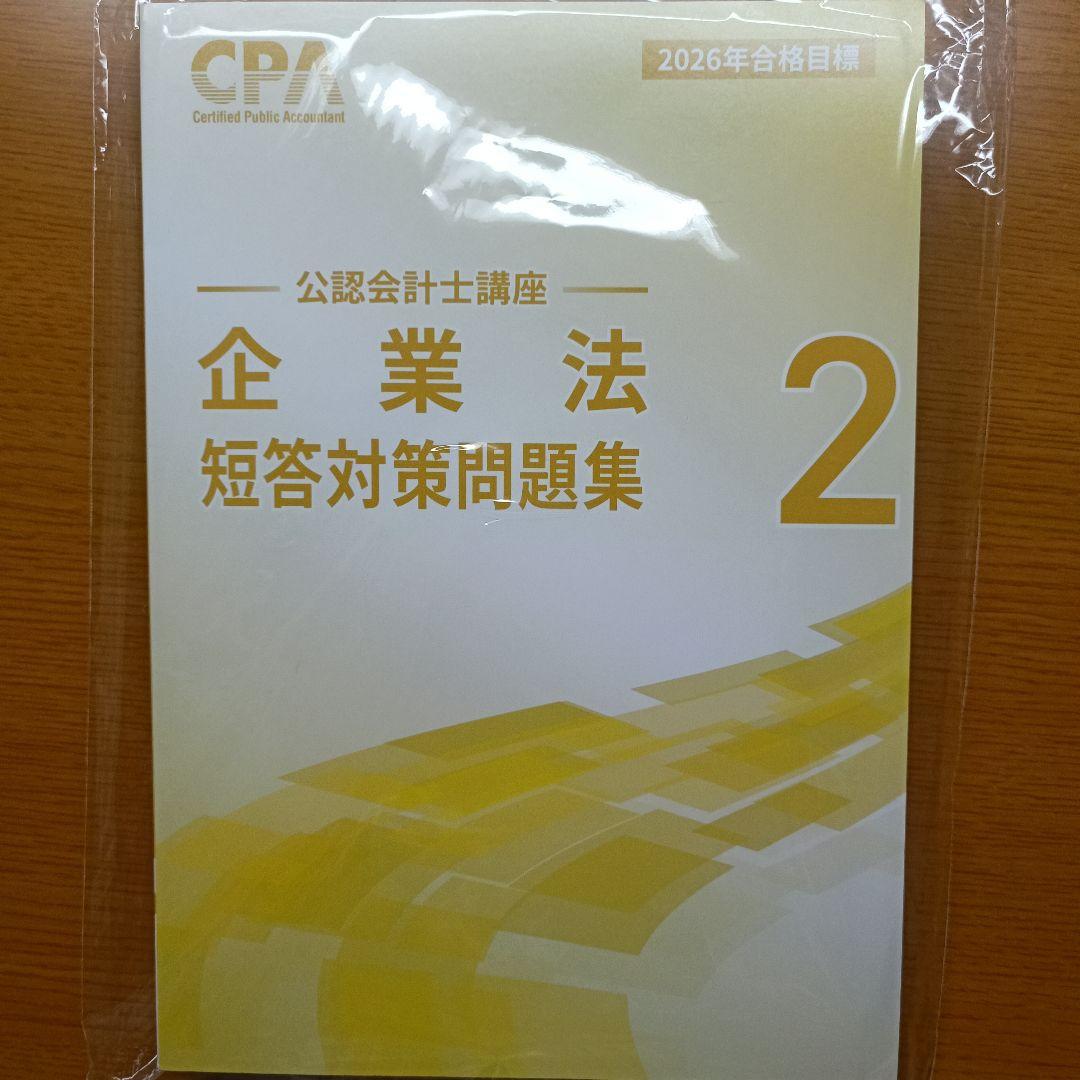 CPA
Certified Public Accountant
2026年合格目標
公認会計士講座
企業法
短答対策問題集
2